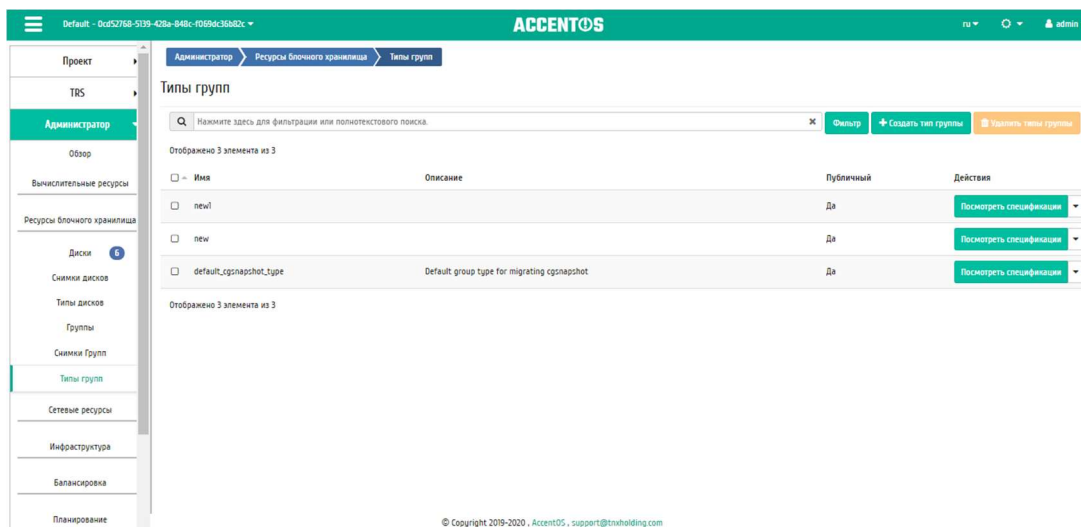 Default - 0cd52768-5139-428a-848c-f069dc36b82c
ACCENTOS
ru
admin
Проект
TRS
Администратор
Обзор
Вычислительные ресурсы
Ресурсы блочного хранилища
Диски 6
Снимки дисков
Типы дисков
Группы
Снимки Групп
Типы групп
Сетевые ресурсы
Инфраструктура
Балансировка
Планирование
Администратор Ресурсы блочного хранилища Типы групп
Типы групп
Нажмите здесь для фильтрации или полнотекстового поиска.
Фильтр
Создать тип группы
Удалить типы группы
Отображено 3 элемента из 3
Имя Описание Публичный Действия
new1 Да Посмотреть спецификации
new Да Посмотреть спецификации
default_cgsnapshot_type Default group type for migrating cgsnapshot Да Посмотреть спецификации
Отображено 3 элемента из 3
© Copyright 2019-2020 , AccentOS , support@tnxholding.com